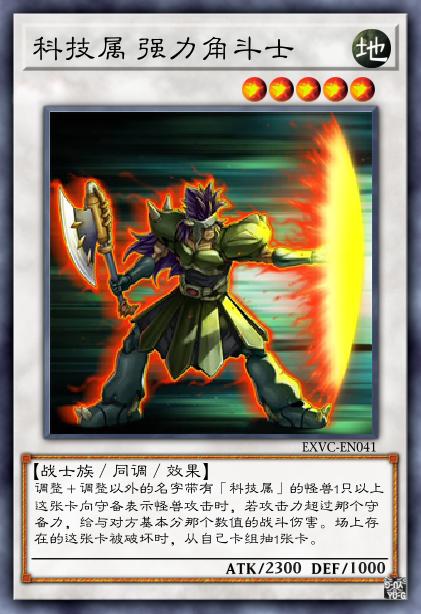 科技属 强力角斗士
地
EXVC-EN041
【战士族／同调／效果】
调整＋调整以外的名字带有「科技属」的怪兽1只以上
这张卡向守备表示怪兽攻击时，若攻击力超过那个守
备力，给与对方基本分那个数值的战斗伤害。场上存
在的这张卡被破坏时，从自己卡组抽1张卡。
ATK/2300 DEF/1000